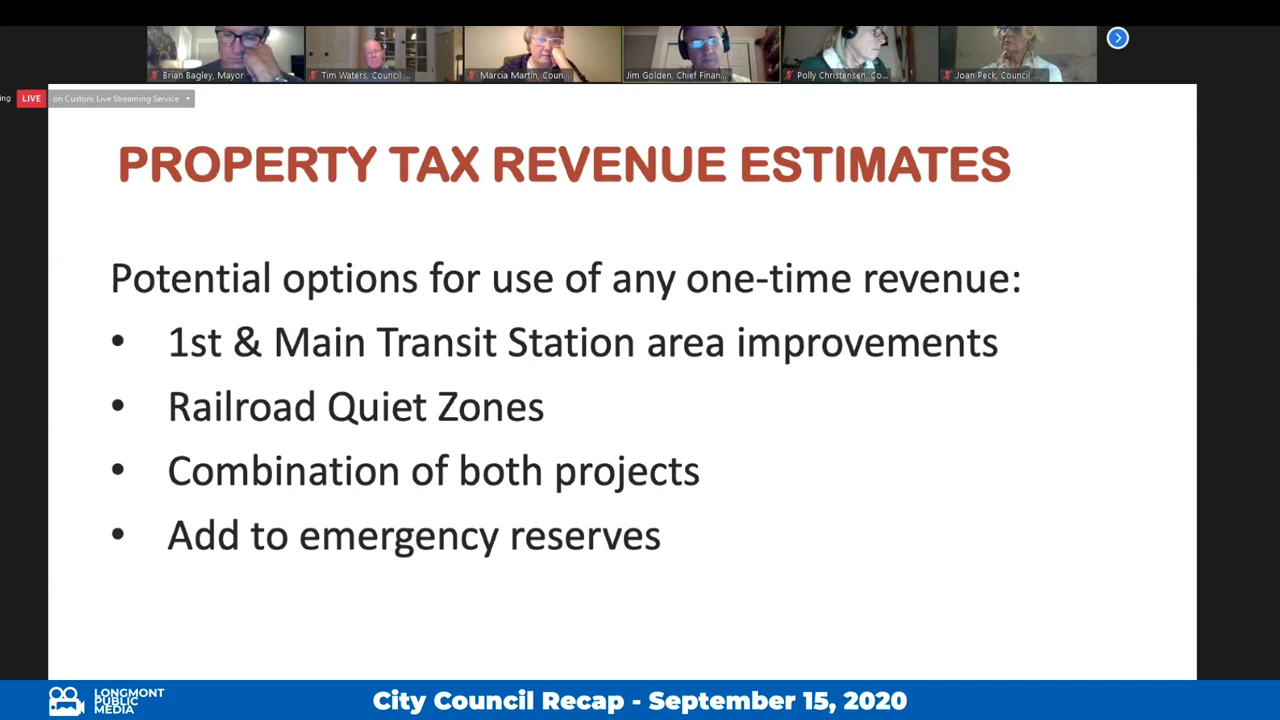 Brian Bagley, Mayor
Tim Waters, Council ...
Marcia Martin, Coun...
Jim Golden, Chief Finan...
Polly Christensen, Co...
Joan Peck, Council ...
ing
LIVE
on Custom Live Streaming Service
PROPERTY TAX REVENUE ESTIMATES
Potential options for use of any one-time revenue:
• 1st & Main Transit Station area improvements
• Railroad Quiet Zones
• Combination of both projects
• Add to emergency reserves
LONGMONT
PUBLIC
MEDIA
City Council Recap - September 15, 2020